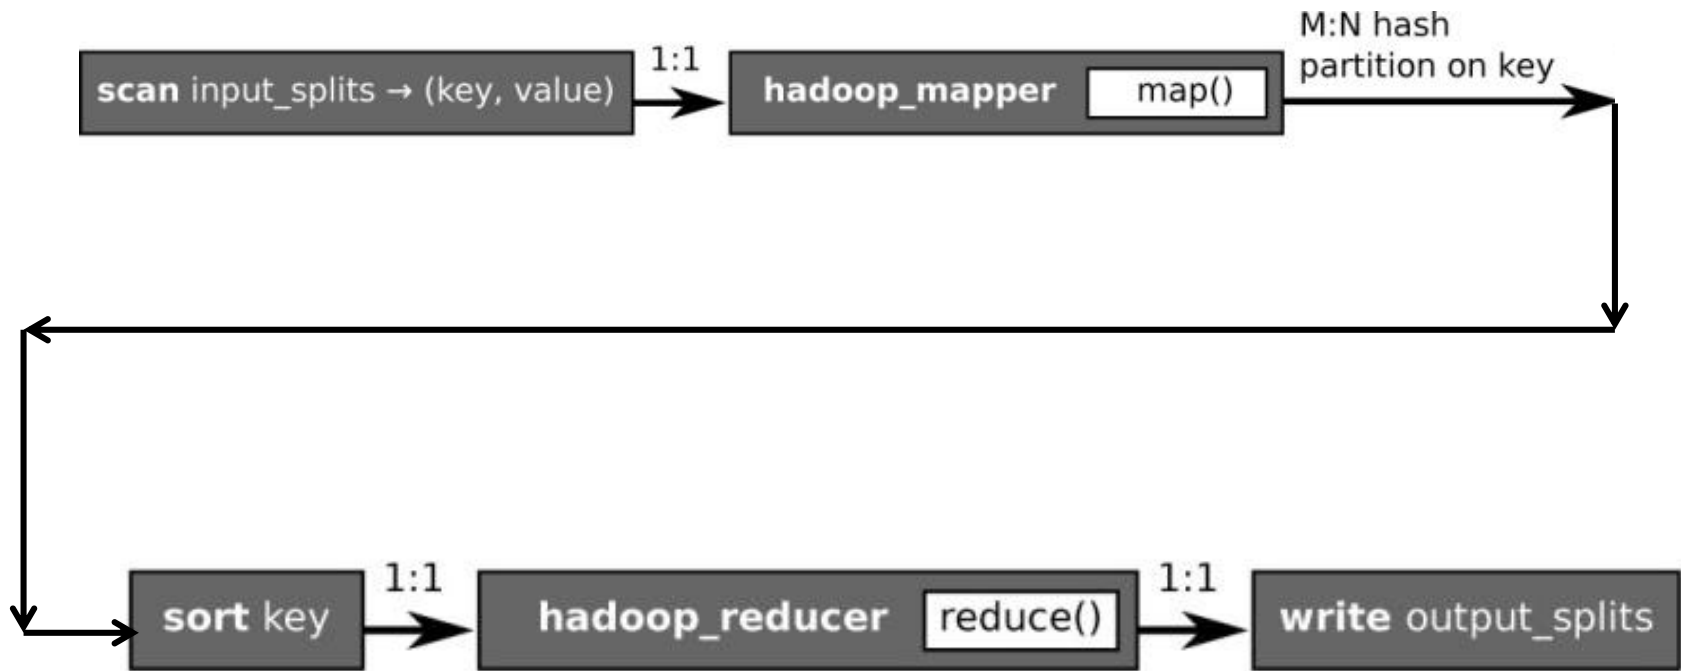 scan input_splits → (key, value)
1:1
hadoop_mapper
map()
M:N hash
partition on key
sort key
1:1
hadoop_reducer
reduce()
1:1
write output_splits